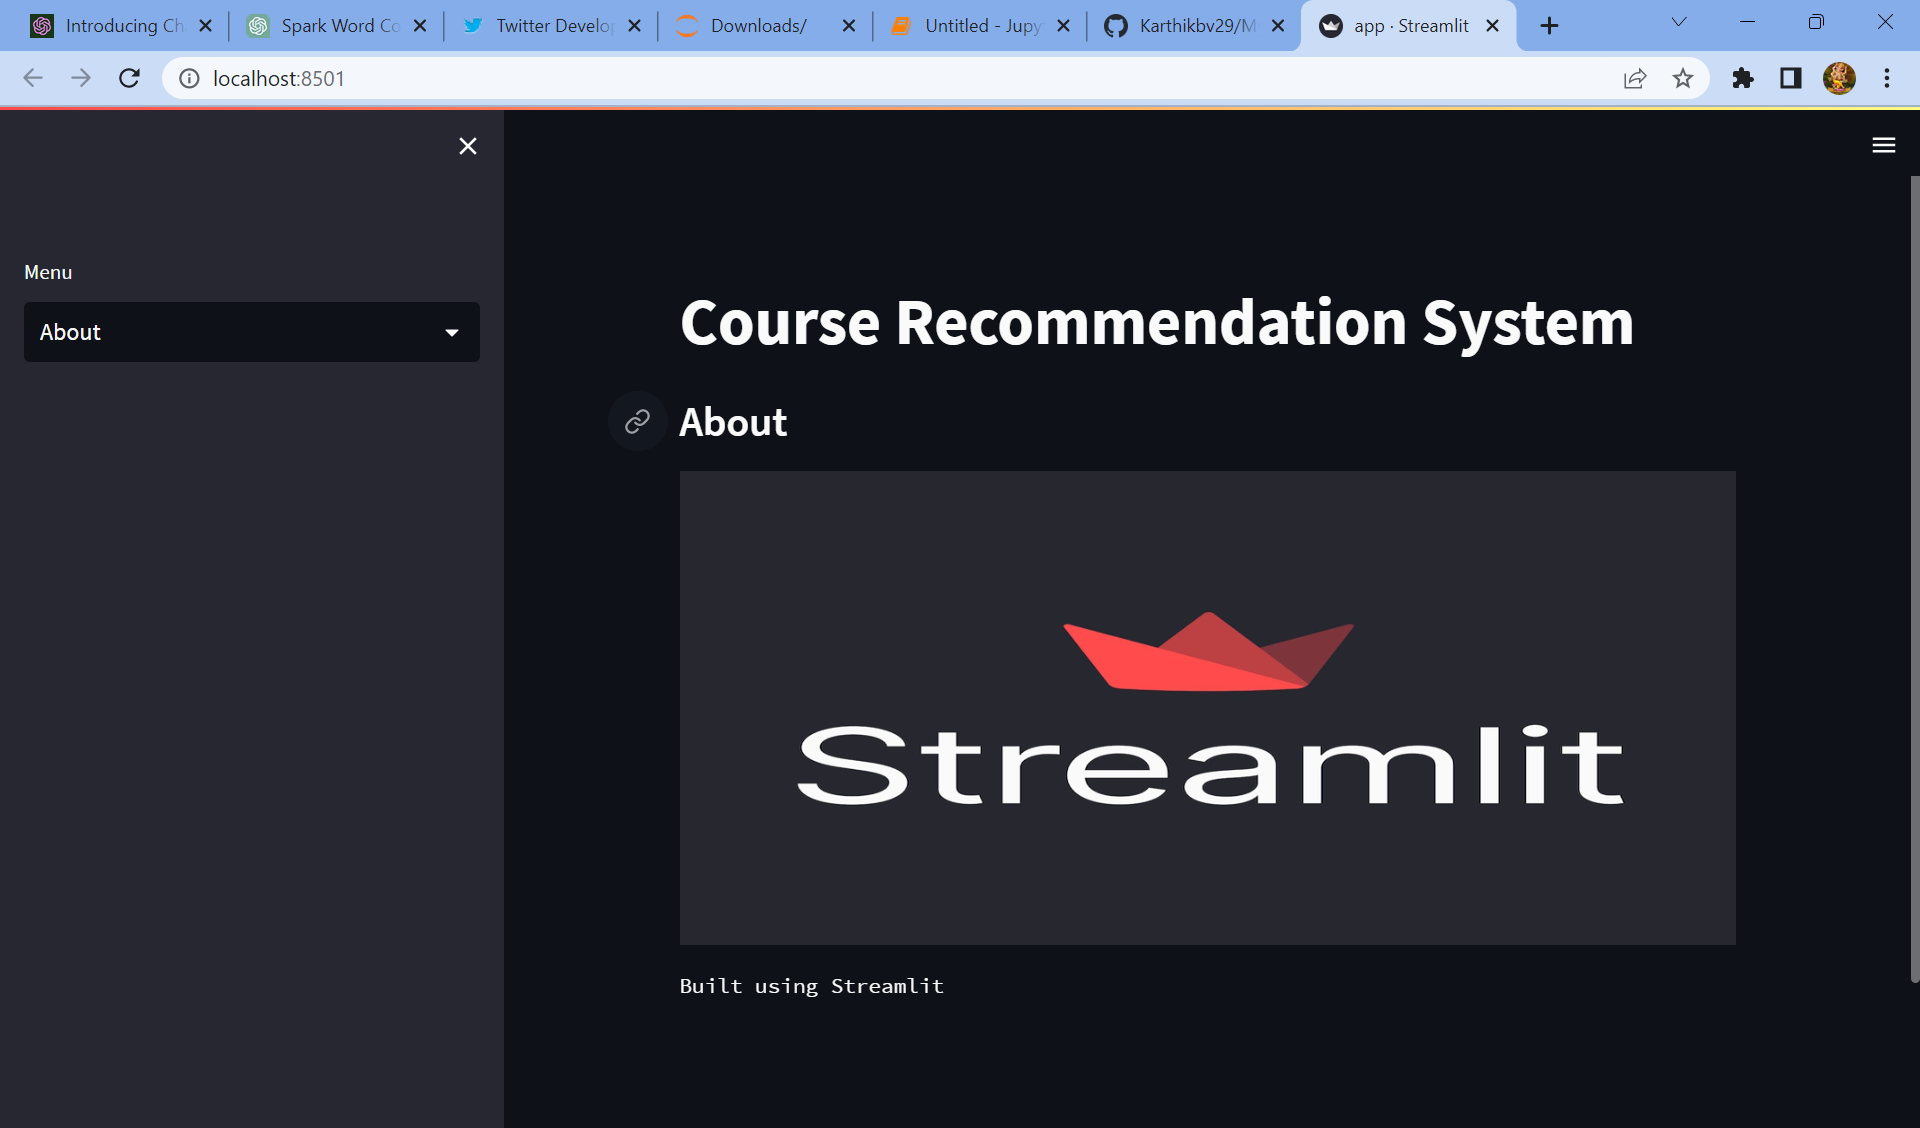 Introducing Ch
Spark Word Co
Twitter Develop
Downloads/
Untitled - Jupy
Karthikbv29/M
app · Streamlit
localhost:8501
Menu
About
Course Recommendation System
About
Streamlit
Built using Streamlit